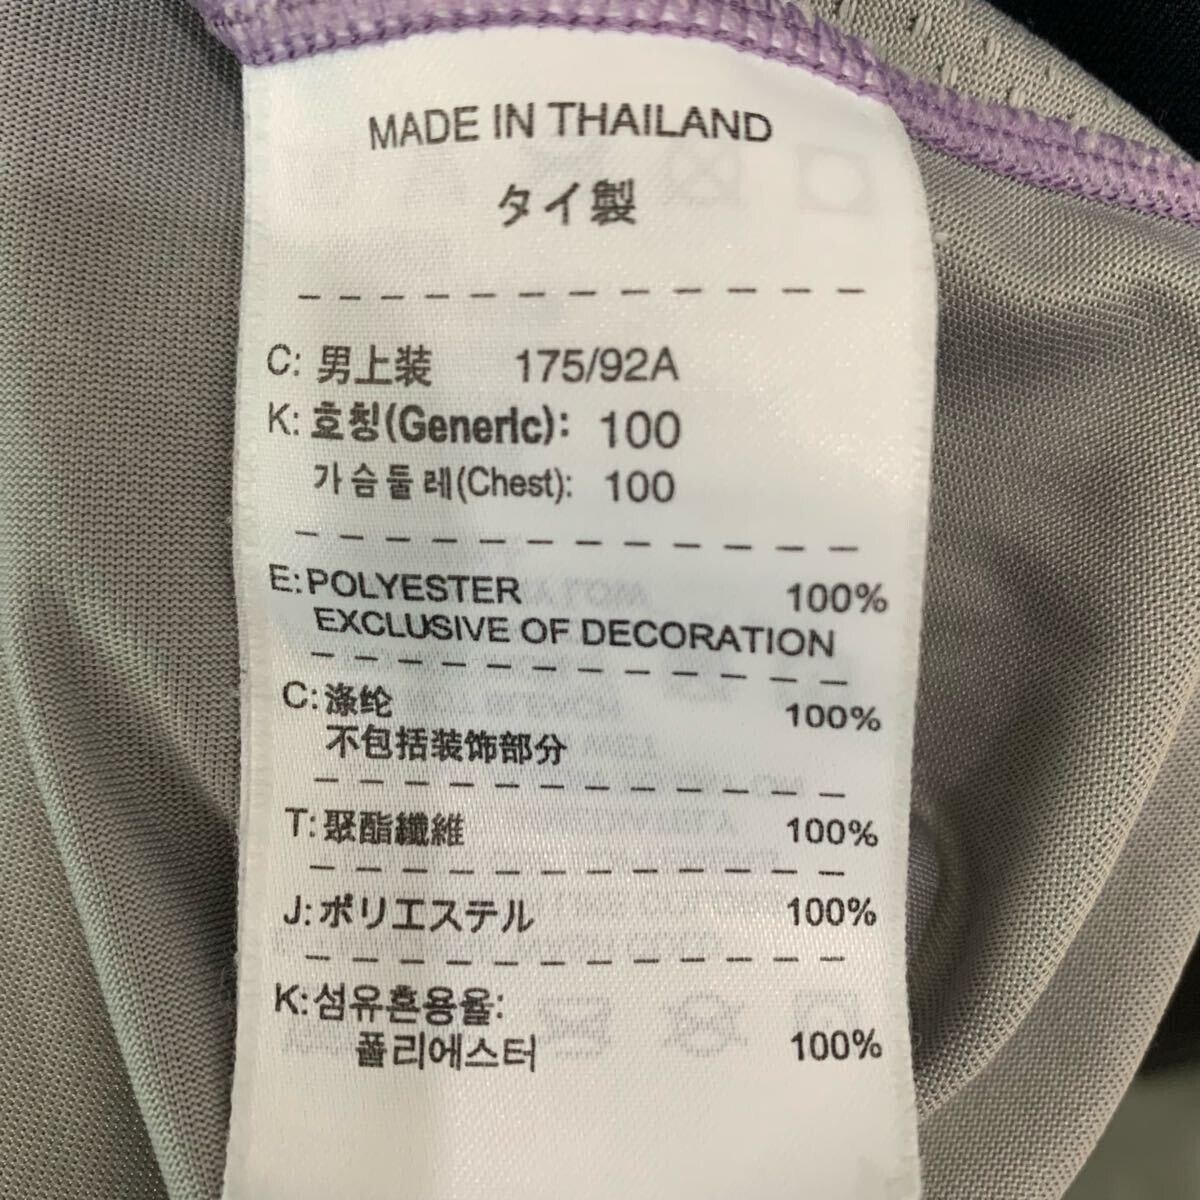 MADE IN THAILAND
タイ製
C: 男上装 175/92A
K: 호칭(Generic): 100
가슴둘레(Chest): 100
E:POLYESTER 100%
EXCLUSIVE OF DECORATION
C:涤纶 100%
不包括装饰部分
T:聚酯纖維 100%
J:ポリエステル 100%
K:섬유혼용율:
폴리에스터 100%